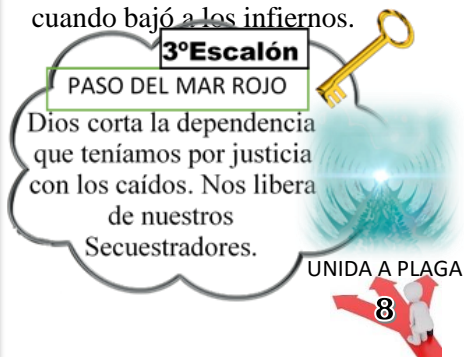 cuando bajó a los infiernos.
3ºEscalón
PASO DEL MAR ROJO
Dios corta la dependencia
que teníamos por justicia
con los caídos. Nos libera
de nuestros
Secuestradores.
UNIDA A PLAGA
8